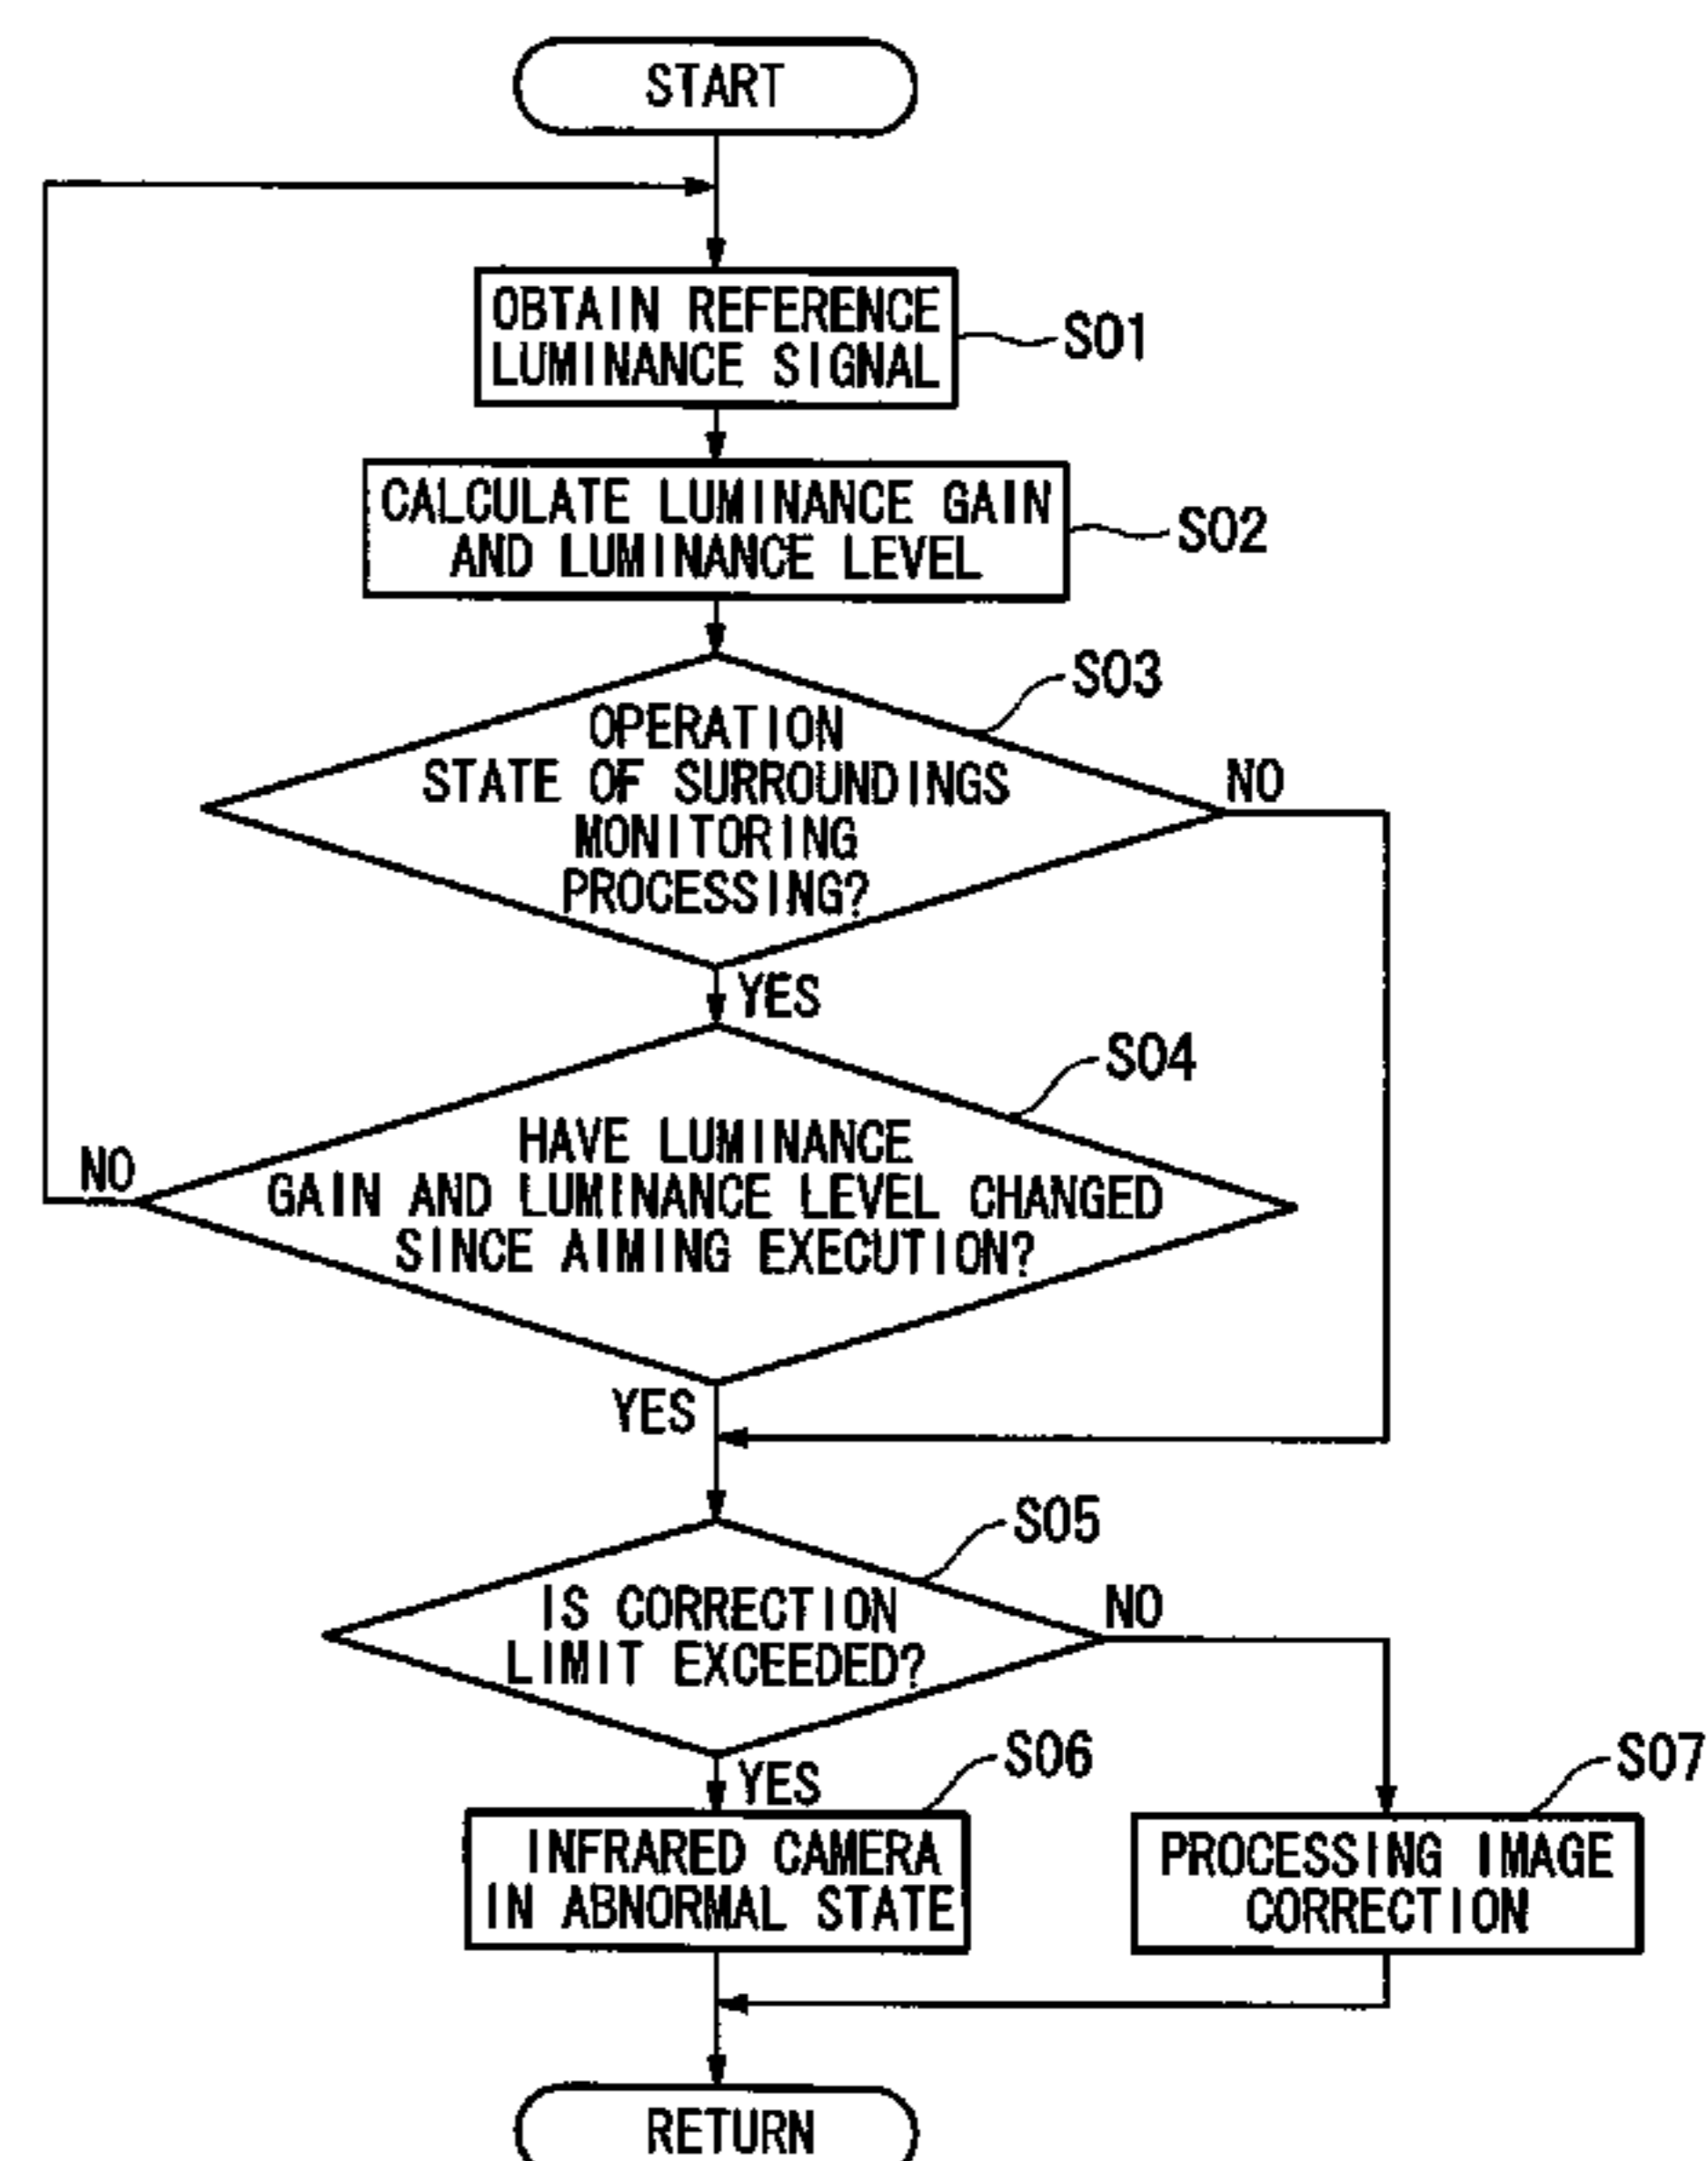 START
OBTAIN REFERENCE
LUMINANCE SIGNAL
S01
CALCULATE LUMINANCE GAIN
AND LUMINANCE LEVEL
S02
S03
OPERATION
STATE OF SURROUNDINGS
MONITORING
PROCESSING?
NO
YES
S04
HAVE LUMINANCE
GAIN AND LUMINANCE LEVEL CHANGED
SINCE AIMING EXECUTION?
NO
YES
S05
IS CORRECTION
LIMIT EXCEEDED?
NO
YES
S06
INFRARED CAMERA
IN ABNORMAL STATE
S07
PROCESSING IMAGE
CORRECTION
RETURN